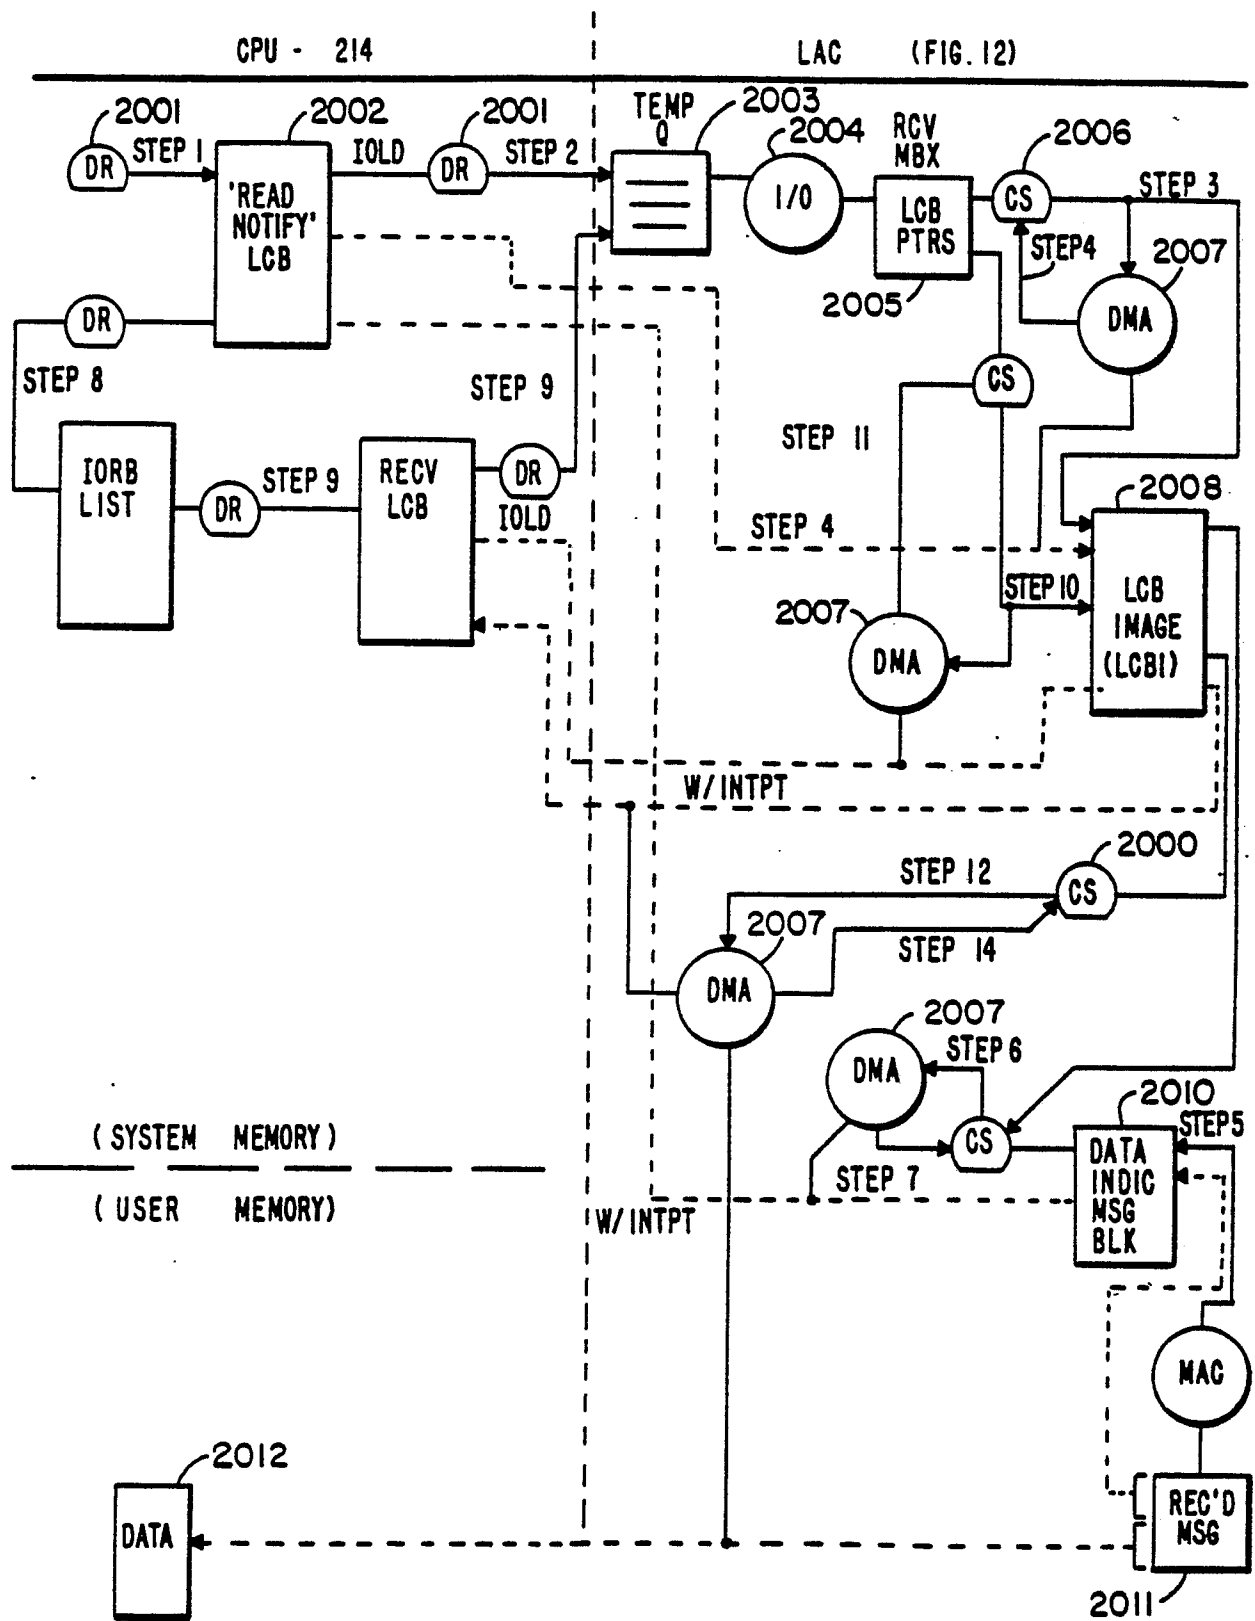 CPU - 214
LAC (FIG.12)
2001
2002
2001
TEMP Q
2003
2004
RCV MBX
2006
DR
STEP 1
'READ NOTIFY' LCB
IOLD
DR
STEP 2
I/O
LCB PTRS
CS
STEP 3
STEP4
2007
2005
DMA
DR
STEP 8
STEP 9
CS
STEP 11
IORB LIST
DR
STEP 9
RECV LCB
DR
IOLD
2008
STEP 4
STEP 10
LCB IMAGE (LCBI)
2007
DMA
W/INTPT
2000
STEP 12
CS
2007
STEP 14
DMA
2007
STEP 6
DMA
2010
STEP5
CS
DATA INDIC MSG BLK
(SYSTEM MEMORY)
STEP 7
(USER MEMORY)
W/INTPT
MAC
2012
DATA
REC'D MSG
2011